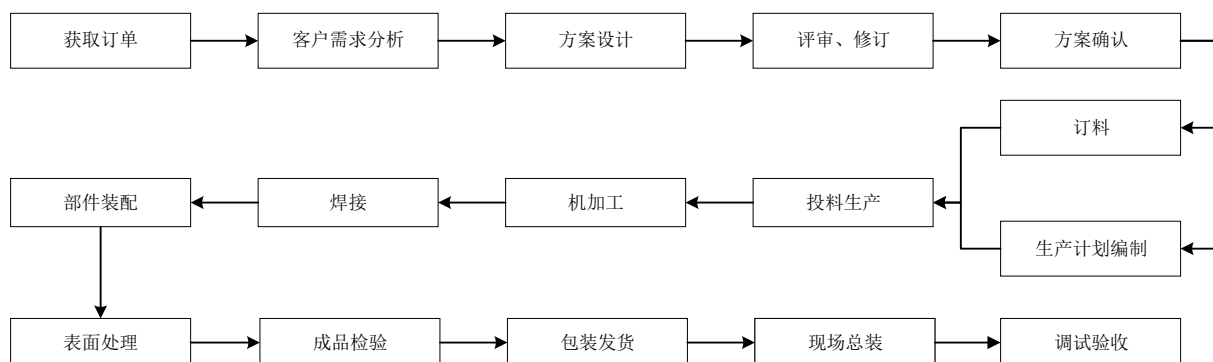 获取订单
客户需求分析
方案设计
评审、修订
方案确认
订料
生产计划编制
投料生产
机加工
焊接
部件装配
表面处理
成品检验
包装发货
现场总装
调试验收